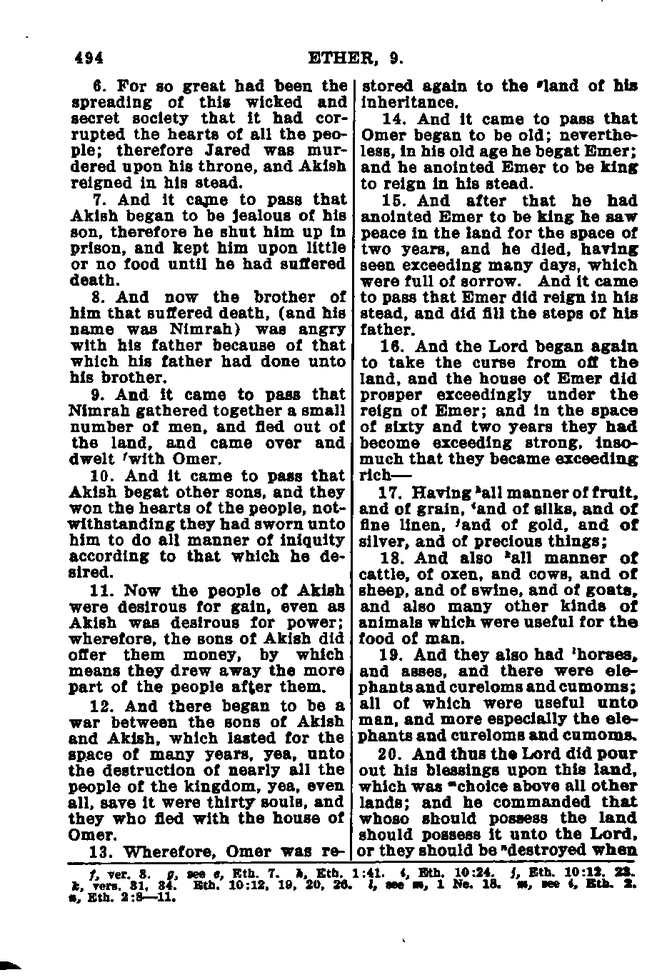 494
ETHER, 9.
6. For so great had been the
spreading of this wicked and
secret society that it had cor-
rupted the hearts of all the peo-
ple; therefore Jared was mur-
dered upon his throne, and Akish
reigned in his stead.
7. And it came to pass that
Akish began to be jealous of his
son, therefore he shut him up in
prison, and kept him upon little
or no food until he had suffered
death.
8. And now the brother of
him that suffered death, (and his
name was Nimrah) was angry
with his father because of that
which his father had done unto
his brother.
9. And it came to pass that
Nimrah gathered together a small
number of men, and fled out of
the land, and came over and
dwelt fwith Omer.
10. And it came to pass that
Akish begat other sons, and they
won the hearts of the people, not-
withstanding they had sworn unto
him to do all manner of iniquity
according to that which he de-
sired.
11. Now the people of Akish
were desirous for gain, even as
Akish was desirous for power;
wherefore, the sons of Akish did
offer them money, by which
means they drew away the more
part of the people after them.
12. And there began to be a
war between the sons of Akish
and Akish, which lasted for the
space of many years, yea, unto
the destruction of nearly all the
people of the kingdom, yea, even
all, save it were thirty souls, and
they who fled with the house of
Omer.
13. Wherefore, Omer was re-
stored again to the gland of his
inheritance.
14. And it came to pass that
Omer began to be old; neverthe-
less, in his old age he begat Emer;
and he anointed Emer to be king
to reign in his stead.
15. And after that he had
anointed Emer to be king he saw
peace in the land for the space of
two years, and he died, having
seen exceeding many days, which
were full of sorrow. And it came
to pass that Emer did reign in his
stead, and did fill the steps of his
father.
16. And the Lord began again
to take the curse from off the
land, and the house of Emer did
prosper exceedingly under the
reign of Emer; and in the space
of sixty and two years they had
become exceeding strong, inso-
much that they became exceeding
rich—
17. Having hall manner of fruit,
and of grain, iand of silks, and of
fine linen, jand of gold, and of
silver, and of precious things;
18. And also kall manner of
cattle, of oxen, and cows, and of
sheep, and of swine, and of goats,
and also many other kinds of
animals which were useful for the
food of man.
19. And they also had lhorses,
and asses, and there were ele-
phants and cureloms and cumoms;
all of which were useful unto
man, and more especially the ele-
phants and cureloms and cumoms.
20. And thus the Lord did pour
out his blessings upon this land,
which was mchoice above all other
lands; and he commanded that
whoso should possess the land
should possess it unto the Lord,
or they should be ndestroyed when
f, ver. 3. g, see e, Eth. 7. h, Eth. 1:41. i, Eth. 10:24. j, Eth. 10:12. 23.
k, vers. 31, 34. Eth. 10:12, 19, 20, 26. l, see m, 1 Ne. 18. m, see i, Eth. 2.
n, Eth. 2:8—11.